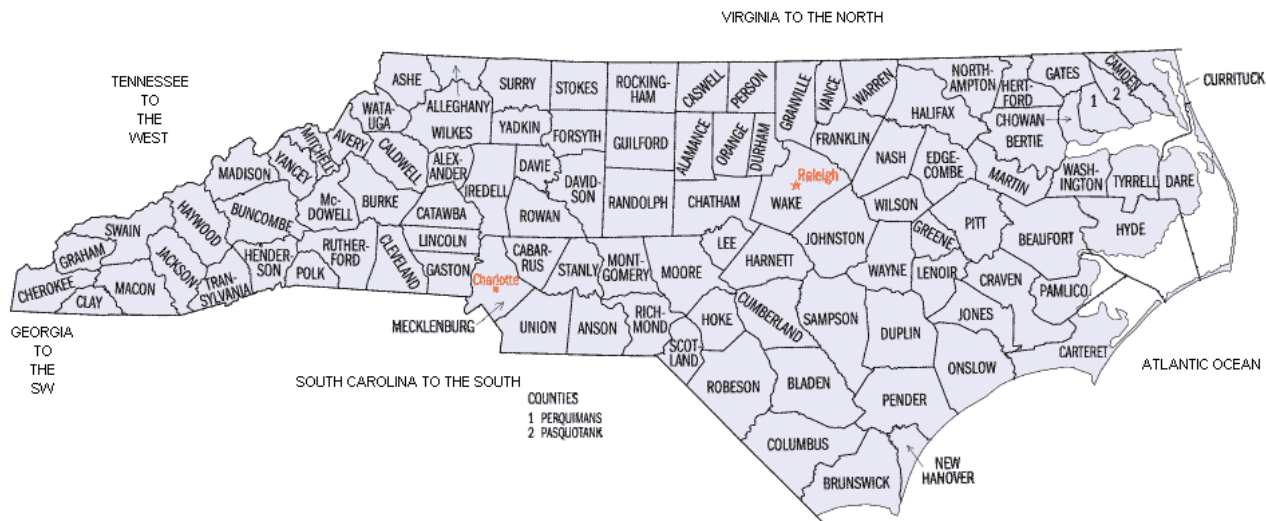 VIRGINIA TO THE NORTH
TENNESSEE
TO
THE
WEST
ASHE
ALLEGHANY
SURRY
STOKES
ROCKING-
HAM
CASWELL
PERSON
GRANVILLE
VANCE
WARREN
NORTH-
AMPTON
HERT-
FORD
GATES
CAMDEN
CURRITUCK
1
2
WATA-
UGA
WILKES
YADKIN
FORSYTH
GUILFORD
ALAMANCE
ORANGE
DURHAM
FRANKLIN
HALIFAX
CHOWAN
BERTIE
MITCHELL
AVERY
CALDWELL
ALEX-
ANDER
IREDELL
DAVIE
DAVID-
SON
RANDOLPH
CHATHAM
Raleigh
WAKE
NASH
EDGE-
COMBE
MARTIN
WASH-
INGTON
TYRRELL
DARE
MADISON
YANCEY
Mc-
DOWELL
BURKE
CATAWBA
ROWAN
WILSON
PITT
BEAUFORT
HYDE
HAYWOOD
BUNCOMBE
RUTHER-
FORD
CLEVELAND
LINCOLN
GASTON
CABAR-
RUS
STANLY
MONT-
GOMERY
MOORE
LEE
HARNETT
JOHNSTON
GREENE
WAYNE
LENOIR
CRAVEN
PAMLICO
SWAIN
GRAHAM
CHEROKEE
CLAY
MACON
JACKSON
TRAN-
SYLVANIA
HENDER-
SON
POLK
Charlotte
MECKLENBURG
UNION
ANSON
RICH-
MOND
SCOT-
LAND
HOKE
CUMBERLAND
SAMPSON
DUPLIN
JONES
ONSLOW
CARTERET
GEORGIA
TO
THE
SW
SOUTH CAROLINA TO THE SOUTH
ATLANTIC OCEAN
ROBESON
BLADEN
PENDER
COLUMBUS
BRUNSWICK
NEW
HANOVER
COUNTIES
1 PERQUIMANS
2 PASQUOTANK